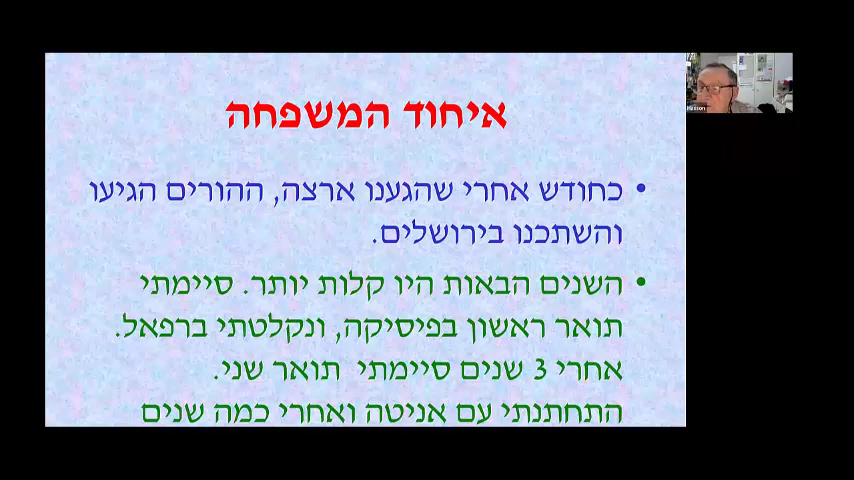 איחוד המשפחה
• כחודש אחרי שהגענו ארצה, ההורים הגיעו
והשתכנו בירושלים.
• השנים הבאות היו קלות יותר. סיימתי
תואר ראשון בפיסיקה, ונקלטתי ברפאל.
אחרי 3 שנים סיימתי תואר שני.
התחתנתי עם אניטה ואחרי כמה שנים